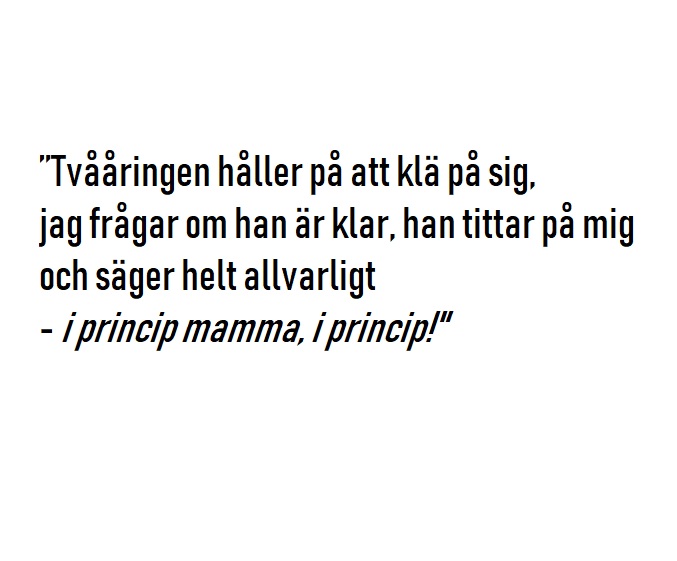 "Tvååringen håller på att klä på sig,
jag frågar om han är klar, han tittar på mig
och säger helt allvarligt
- i princip mamma, i princip!"